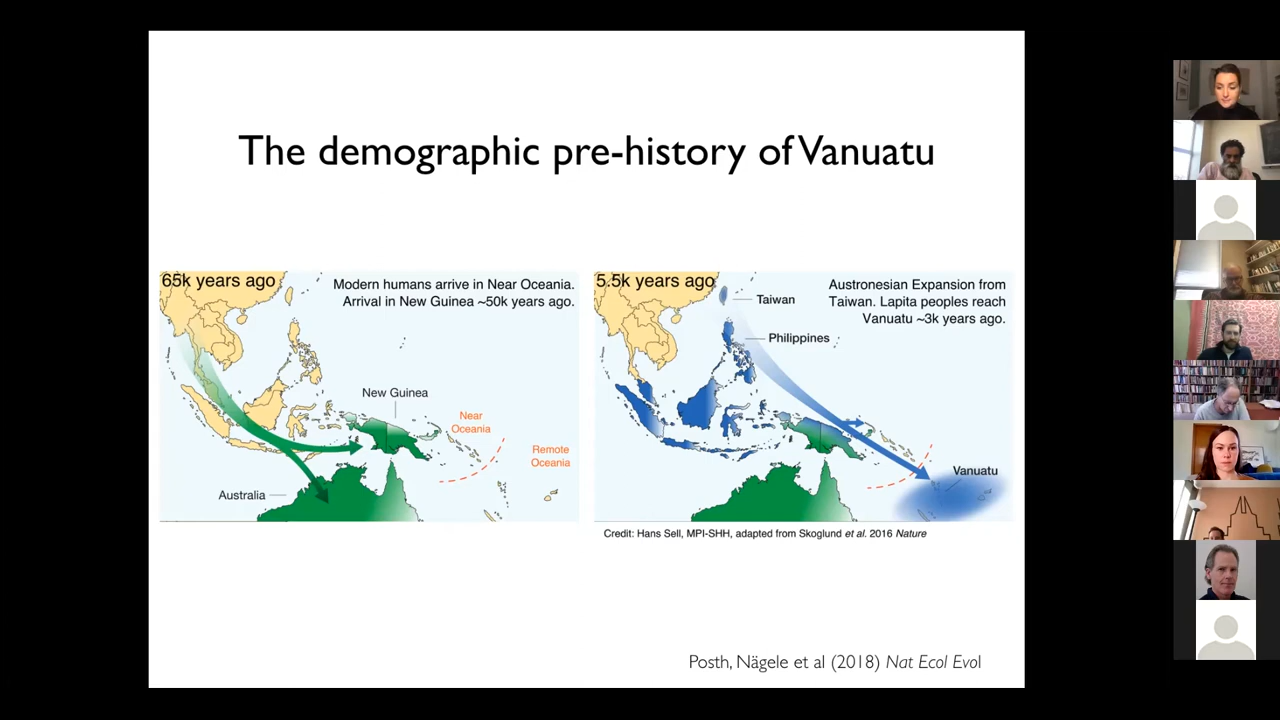 The demographic pre-history of Vanuatu
65k years ago
Modern humans arrive in Near Oceania.
Arrival in New Guinea ~50k years ago.
New Guinea
Near
Oceania
Remote
Oceania
Australia
5.5k years ago
Austronesian Expansion from
Taiwan. Lapita peoples reach
Vanuatu ~3k years ago.
Taiwan
Philippines
Vanuatu
Credit: Hans Sell, MPI-SHH, adapted from Skoglund et al. 2016 Nature
Posth, Nägele et al (2018) Nat Ecol Evol